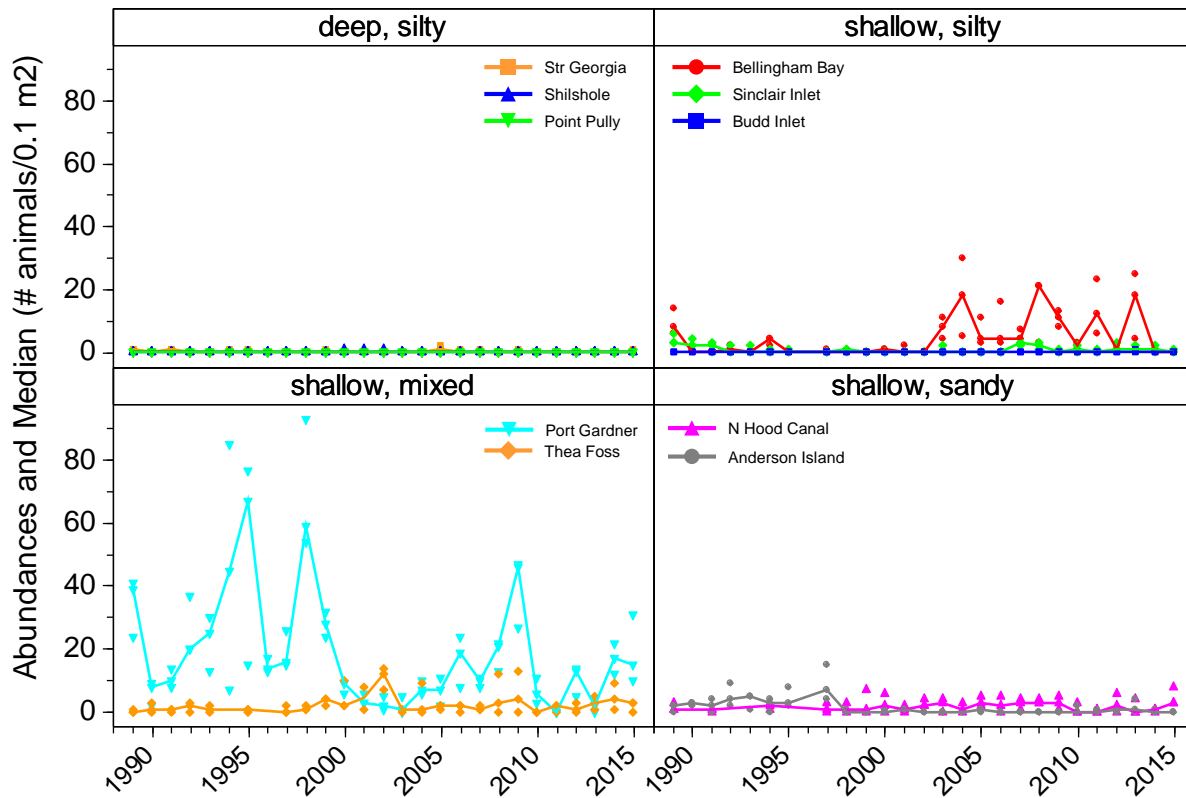 Abundances and Median (# animals/0.1 m2)
deep, silty
shallow, silty
Str Georgia
Shilshole
Point Pully
Bellingham Bay
Sinclair Inlet
Budd Inlet
80
60
40
20
0
shallow, mixed
shallow, sandy
Port Gardner
Thea Foss
N Hood Canal
Anderson Island
80
60
40
20
0
1990
1995
2000
2005
2010
2015
1990
1995
2000
2005
2010
2015